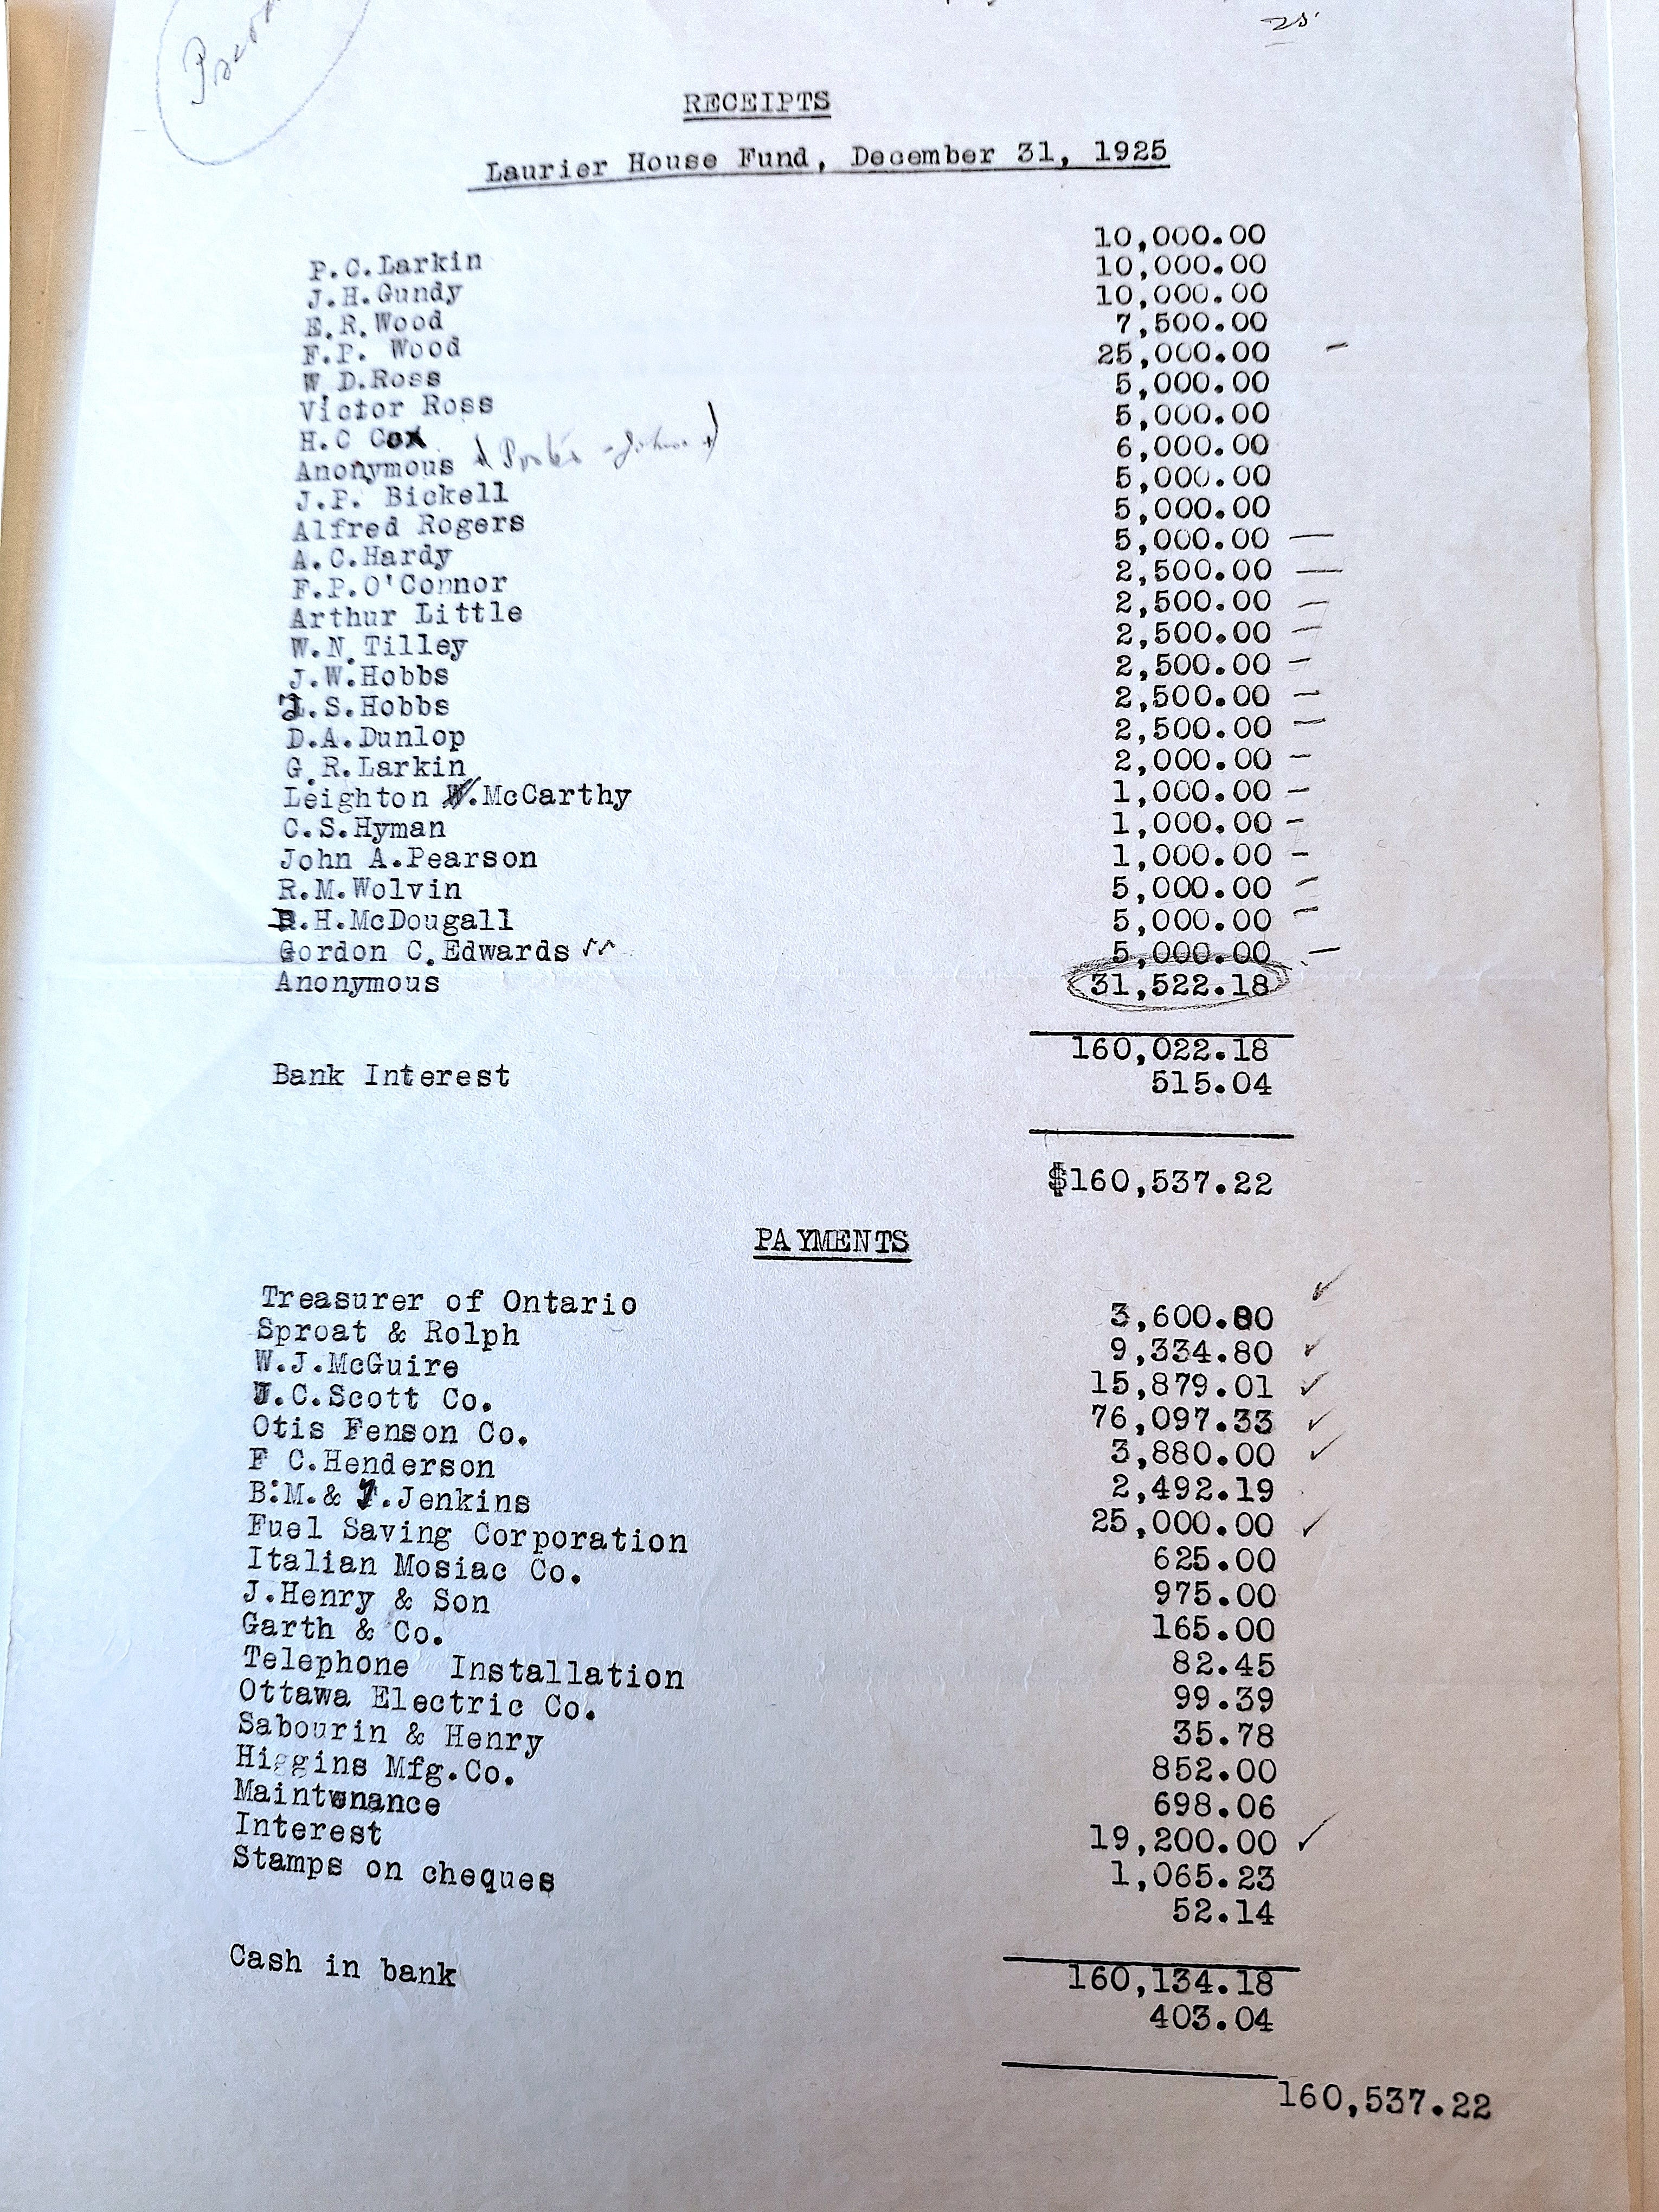 25
RECEIPTS
Laurier House Fund, December 31, 1925
P.C.Larkin 10,000.00
J.H.Gundy 10,000.00
E.R.Wood 10,000.00
F.P. Wood 7,500.00
W D.Ross 25,000.00
Victor Ross 5,000.00
H.C Cox 5,000.00
Anonymous 6,000.00
J.P. Bickell 5,000.00
Alfred Rogers 5,000.00
A.C.Hardy 5,000.00
F.P.O'Connor 2,500.00
Arthur Little 2,500.00
W.N.Tilley 2,500.00
J.W.Hobbs 2,500.00
T.S.Hobbs 2,500.00
D.A.Dunlop 2,500.00
G.R.Larkin 2,000.00
Leighton W.McCarthy 1,000.00
C.S.Hyman 1,000.00
John A.Pearson 1,000.00
R.M.Wolvin 5,000.00
R.H.McDougall 5,000.00
Gordon C.Edwards 5,000.00
Anonymous 31,522.18
160,022.18
Bank Interest 515.04
$160,537.22
PAYMENTS
Treasurer of Ontario 3,600.80
Sproat & Rolph 9,334.80
W.J.McGuire 15,879.01
J.C.Scott Co. 76,097.33
Otis Fenson Co. 3,880.00
F C.Henderson 2,492.19
B.M.& T.Jenkins 25,000.00
Fuel Saving Corporation 625.00
Italian Mosiac Co. 975.00
J.Henry & Son 165.00
Garth & Co. 82.45
Telephone Installation 99.39
Ottawa Electric Co. 35.78
Sabourin & Henry 852.00
Higgins Mfg.Co. 698.06
Maintenance 19,200.00
Interest 1,065.23
Stamps on cheques 52.14
160,134.18
Cash in bank 403.04
160,537.22